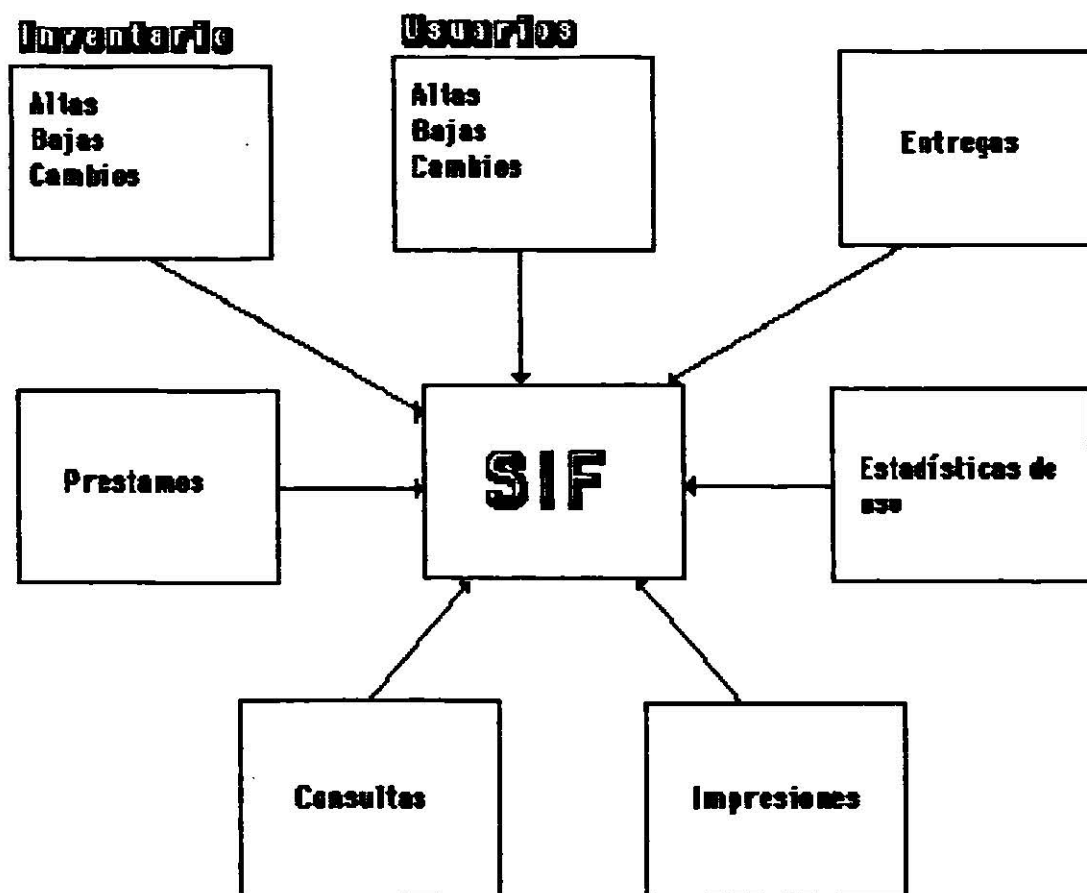 Inventario
Usuarios
Altas
Bajas
Cambios
Altas
Bajas
Cambios
Entregas
Prestamos
SIF
Estadísticas de
uso
Consultas
Impresiones